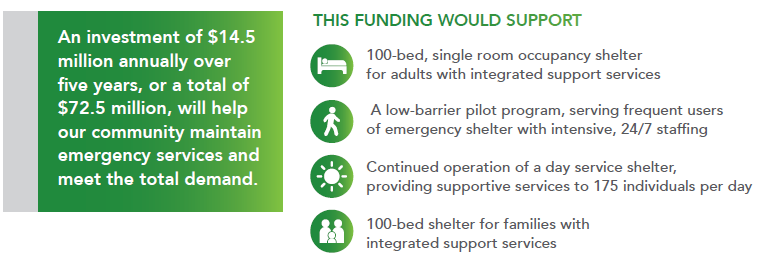 An investment of $14.5
million annually over
five years, or a total of
$72.5 million, will help
our community maintain
emergency services and
meet the total demand.
THIS FUNDING WOULD SUPPORT
100-bed, single room occupancy shelter
for adults with integrated support services
A low-barrier pilot program, serving frequent users
of emergency shelter with intensive, 24/7 staffing
Continued operation of a day service shelter,
providing supportive services to 175 individuals per day
100-bed shelter for families with
integrated support services